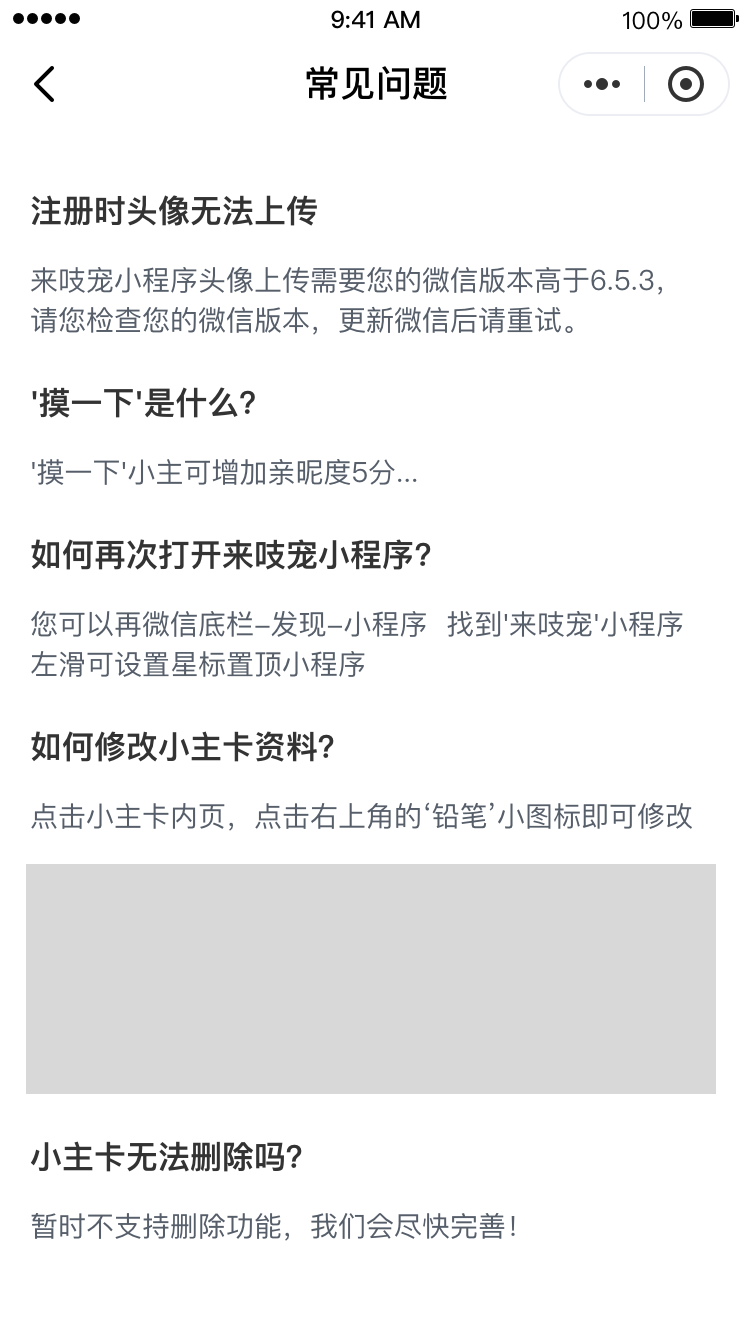 9:41 AM
100%
常见问题
注册时头像无法上传
来吱宠小程序头像上传需要您的微信版本高于6.5.3，
请您检查您的微信版本，更新微信后请重试。
'摸一下'是什么?
'摸一下'小主可增加亲昵度5分...
如何再次打开来吱宠小程序?
您可以再微信底栏–发现–小程序 找到'来吱宠'小程序
左滑可设置星标置顶小程序
如何修改小主卡资料?
点击小主卡内页，点击右上角的‘铅笔’小图标即可修改
小主卡无法删除吗?
暂时不支持删除功能，我们会尽快完善！